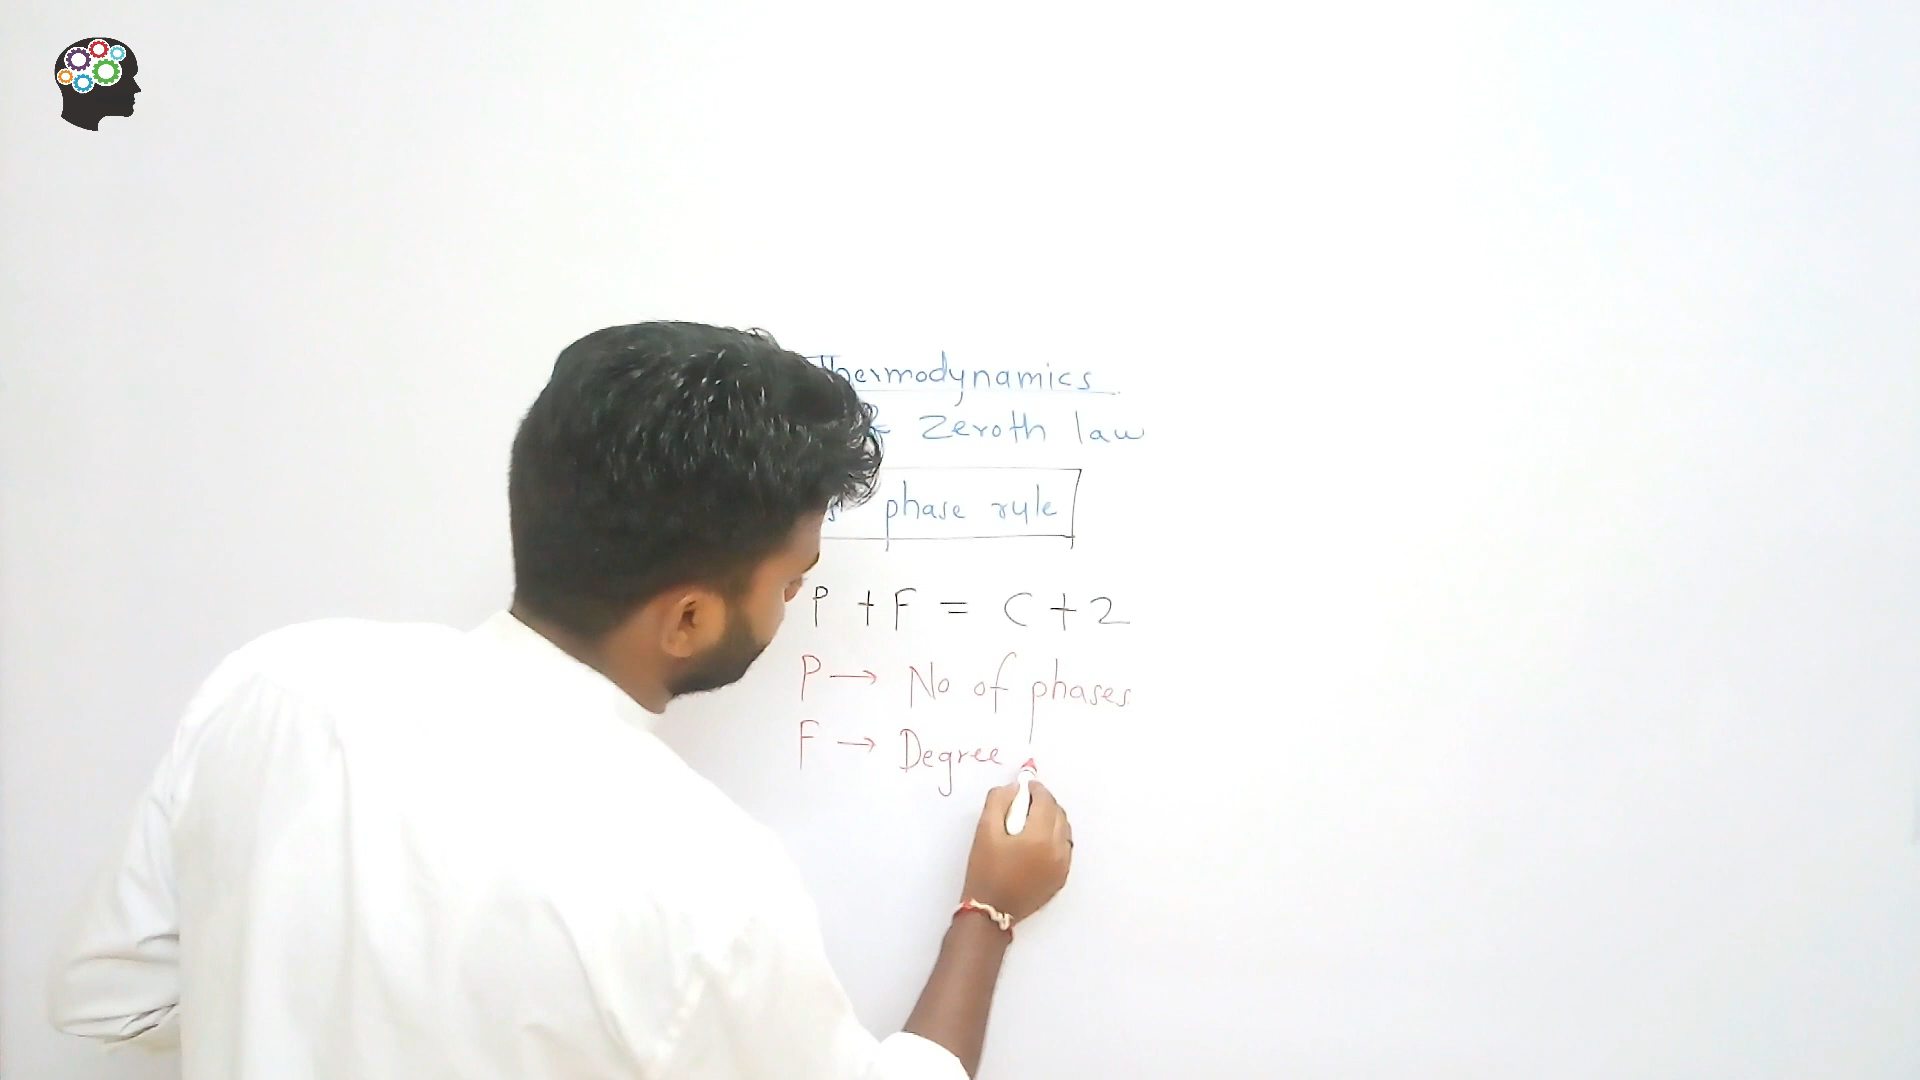 Thermodynamics
Zeroth law
phase rule
P + F = C + 2
P → No of phases
F → Degree